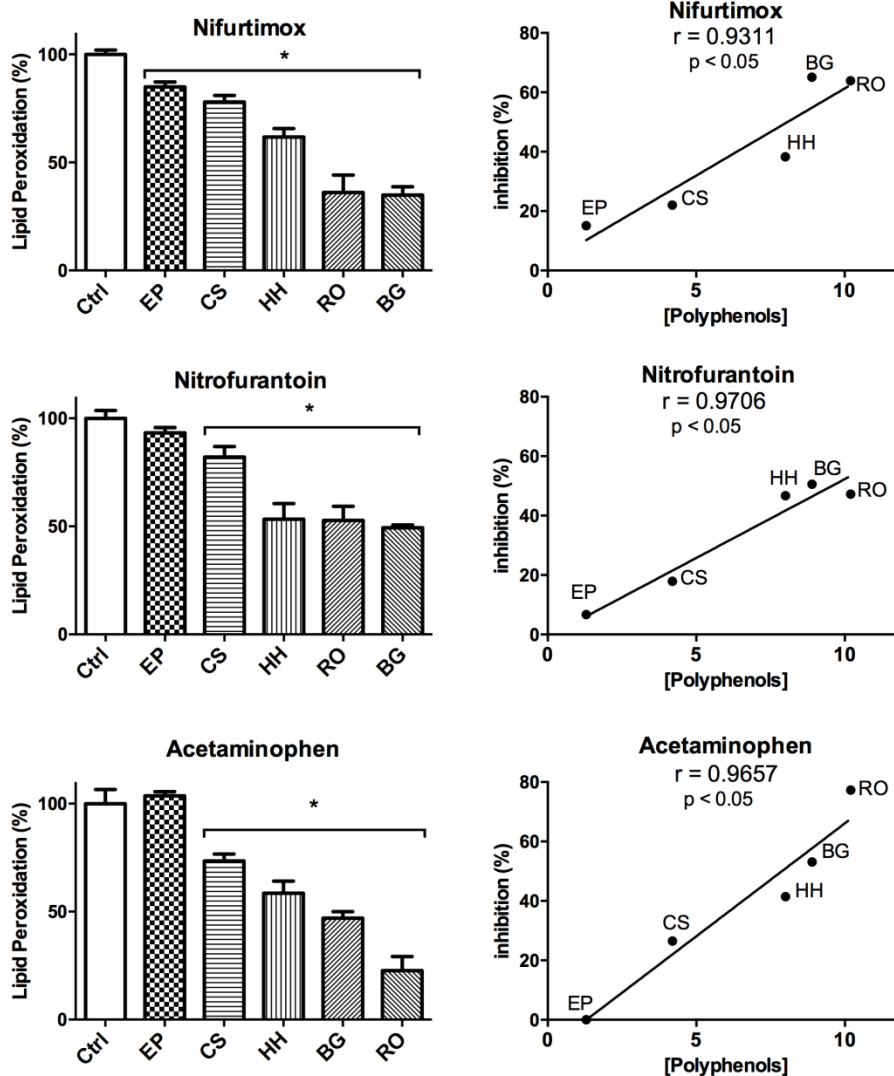 Nifurtimox
Lipid Peroxidation (%)
100
50
0
*
Ctrl
EP
CS
HH
RO
BG
Nifurtimox
r = 0.9311
p < 0.05
inhibition (%)
80
60
40
20
0
EP
CS
HH
BG
RO
0
5
10
[Polyphenols]
Nitrofurantoin
Lipid Peroxidation (%)
100
50
0
*
Ctrl
EP
CS
HH
RO
BG
Nitrofurantoin
r = 0.9706
p < 0.05
inhibition (%)
80
60
40
20
0
EP
CS
HH
BG
RO
0
5
10
[Polyphenols]
Acetaminophen
Lipid Peroxidation (%)
100
50
0
*
Ctrl
EP
CS
HH
BG
RO
Acetaminophen
r = 0.9657
p < 0.05
inhibition (%)
80
60
40
20
0
EP
CS
HH
BG
RO
0
5
10
[Polyphenols]